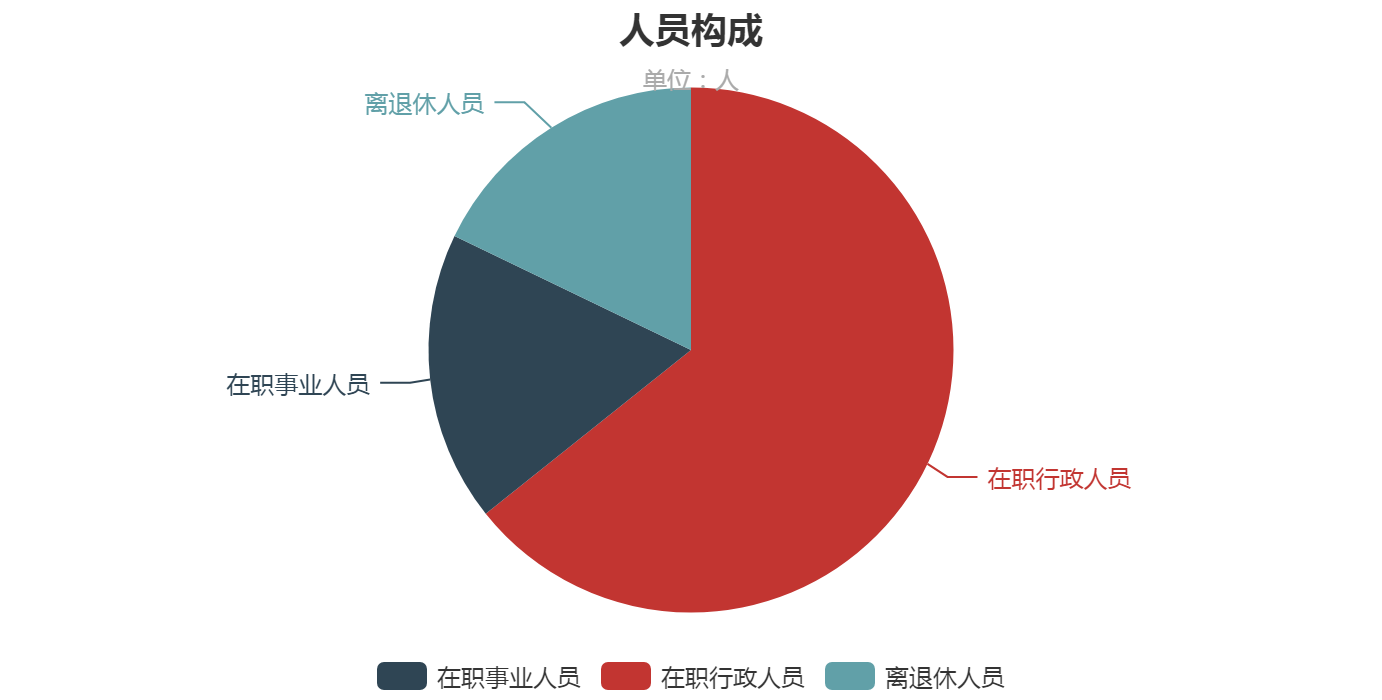 人员构成
单位：人
离退休人员
在职事业人员
在职行政人员
在职事业人员 在职行政人员 离退休人员